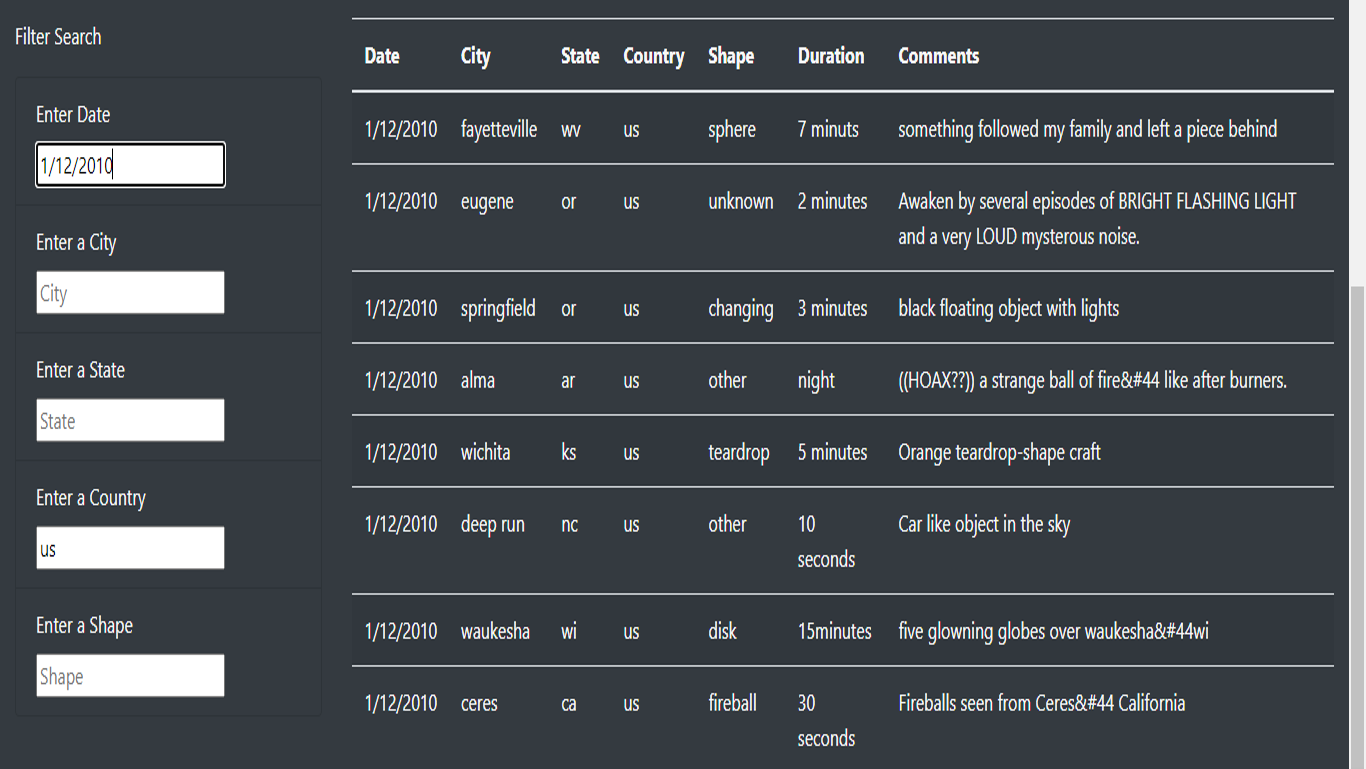 Filter Search
Enter Date
1/12/2010
Enter a City
City
Enter a State
State
Enter a Country
us
Enter a Shape
Shape
Date City State Country Shape Duration Comments
1/12/2010 fayetteville wv us sphere 7 minuts something followed my family and left a piece behind
1/12/2010 eugene or us unknown 2 minutes Awaken by several episodes of BRIGHT FLASHING LIGHT
and a very LOUD mysterous noise.
1/12/2010 springfield or us changing 3 minutes black floating object with lights
1/12/2010 alma ar us other night ((HOAX??)) a strange ball of fire&#44 like after burners.
1/12/2010 wichita ks us teardrop 5 minutes Orange teardrop-shape craft
1/12/2010 deep run nc us other 10 Car like object in the sky
seconds
1/12/2010 waukesha wi us disk 15minutes five glowning globes over waukesha&#44wi
1/12/2010 ceres ca us fireball 30 Fireballs seen from Ceres&#44 California
seconds